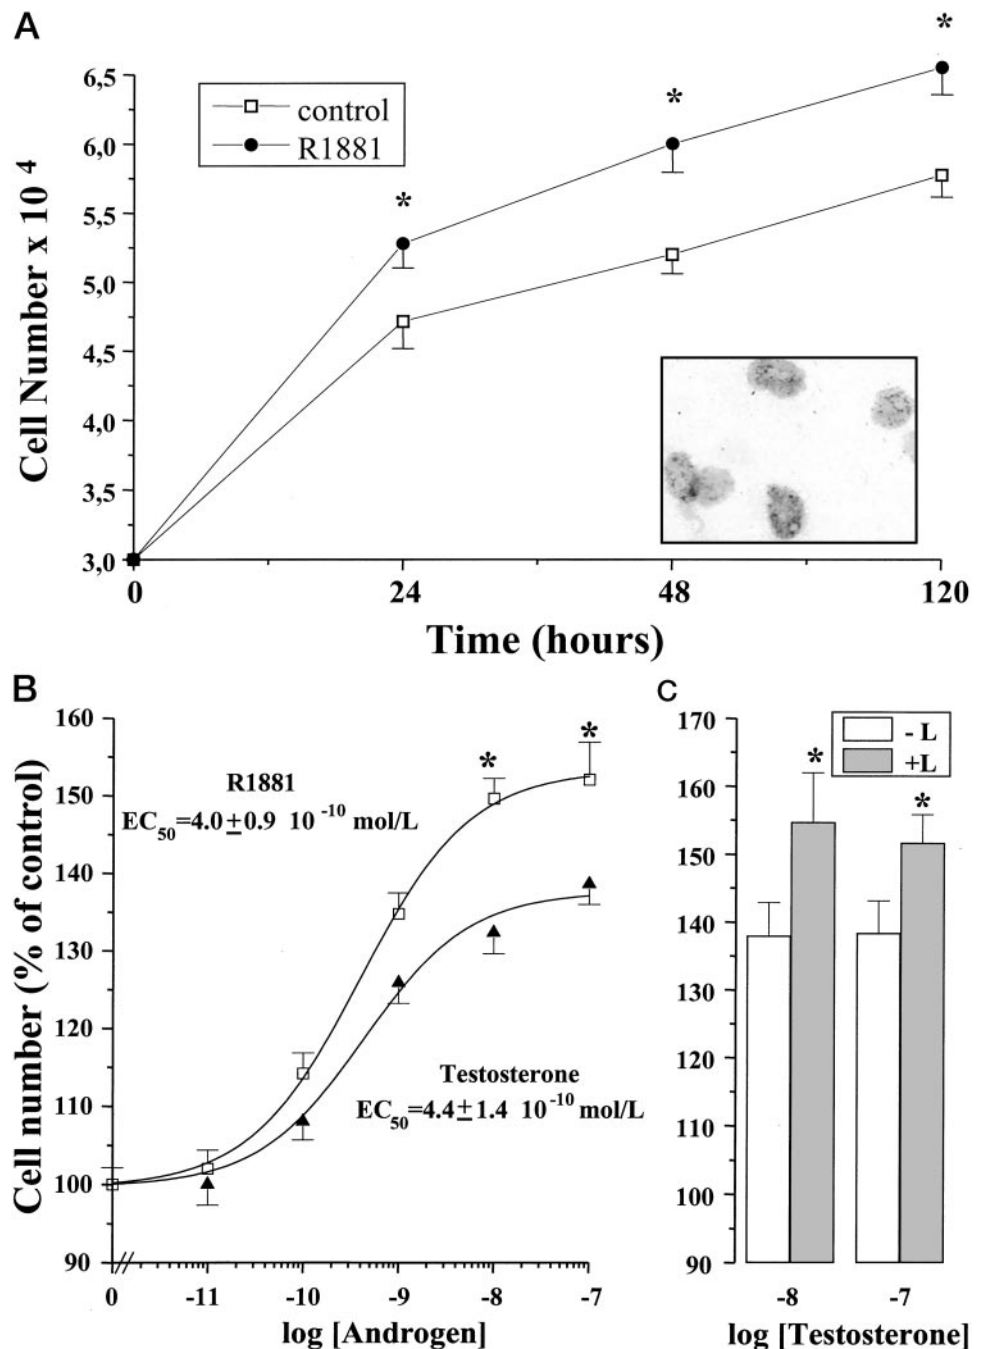 A
*
6,5
control
R1881
*
6,0
*
5,5
5,0
4,5
4,0
3,5
3,0
Cell Number x 10 4
0 24 48 120
Time (hours)
B
160
150
140
130
120
110
100
90
Cell number (% of control)
* *
R1881
EC50=4.0±0.9 10 -10 mol/L
Testosterone
EC50=4.4±1.4 10-10 mol/L
0 -11 -10 -9 -8 -7
log [Androgen]
C
170
160
150
140
130
120
110
100
90
- L
+L
*
*
-8 -7
log [Testosterone]